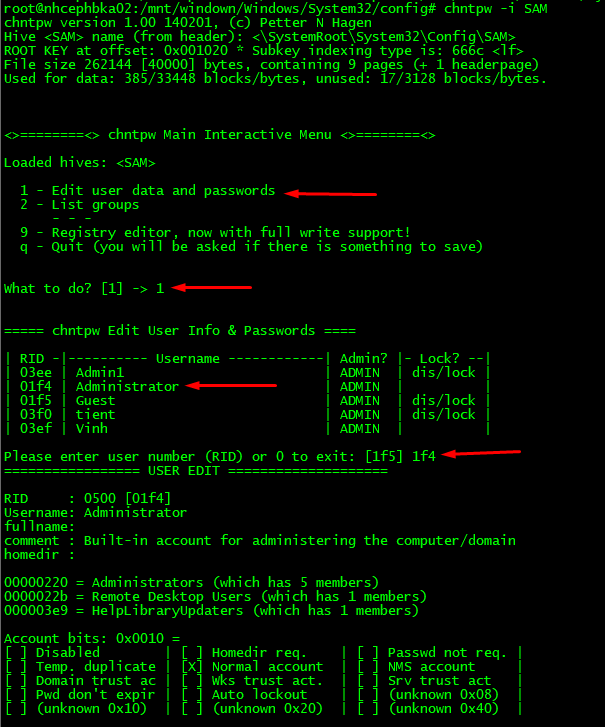 root@nhcephbka02:/mnt/window/Windows/System32/config# chntpw -i SAM
chntpw version 1.00 140201, (c) Petter N Hagen
Hive <SAM> name (from header): <\SystemRoot\System32\Config\SAM>
ROOT KEY at offset: 0x001020 * Subkey indexing type is: 666c <lf>
File size 262144 [40000] bytes, containing 9 pages (+ 1 headerpage)
Used for data: 385/33448 blocks/bytes, unused: 17/3128 blocks/bytes.
<>========<> chntpw Main Interactive Menu <>========<>
Loaded hives: <SAM>
1 - Edit user data and passwords
2 - List groups
- - -
9 - Registry editor, now with full write support!
q - Quit (you will be asked if there is something to save)
What to do? [1] -> 1
===== chntpw Edit User Info & Passwords ====
| RID -|---------- Username ------------| Admin? |- Lock? --|
| 03ee | Admin1 | ADMIN | dis/lock |
| 01f4 | Administrator | ADMIN | |
| 01f5 | Guest | ADMIN | dis/lock |
| 03f0 | tient | ADMIN | dis/lock |
| 03ef | Vinh | ADMIN | |
Please enter user number (RID) or 0 to exit: [1f5] 1f4
================= USER EDIT ====================
RID : 0500 [01f4]
Username: Administrator
fullname:
comment : Built-in account for administering the computer/domain
homedir :
00000220 = Administrators (which has 5 members)
0000022b = Remote Desktop Users (which has 1 members)
000003e9 = HelpLibraryUpdaters (which has 1 members)
Account bits: 0x0010 =
[ ] Disabled | [ ] Homedir req. | [ ] Passwd not req. |
[ ] Temp. duplicate | [X] Normal account | [ ] NMS account |
[ ] Domain trust ac | [ ] Wks trust act. | [ ] Srv trust act |
[ ] Pwd don't expir | [ ] Auto lockout | [ ] (unknown 0x08) |
[ ] (unknown 0x10) | [ ] (unknown 0x20) | [ ] (unknown 0x40) |